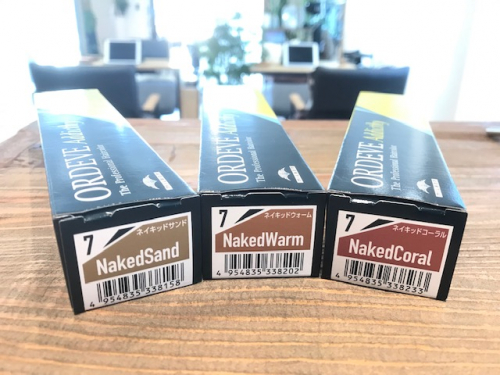 ORDEVE Addicthy
The Professional Haircolor
7
ネイキッドサンド
NakedSand
4 954835 338158
ORDEVE Addicthy
The Professional Haircolor
7
ネイキッドウォーム
NakedWarm
4 954835 338202
ORDEVE Addicthy
The Professional Haircolor
7
ネイキッドコーラル
NakedCoral
4 954835 338233